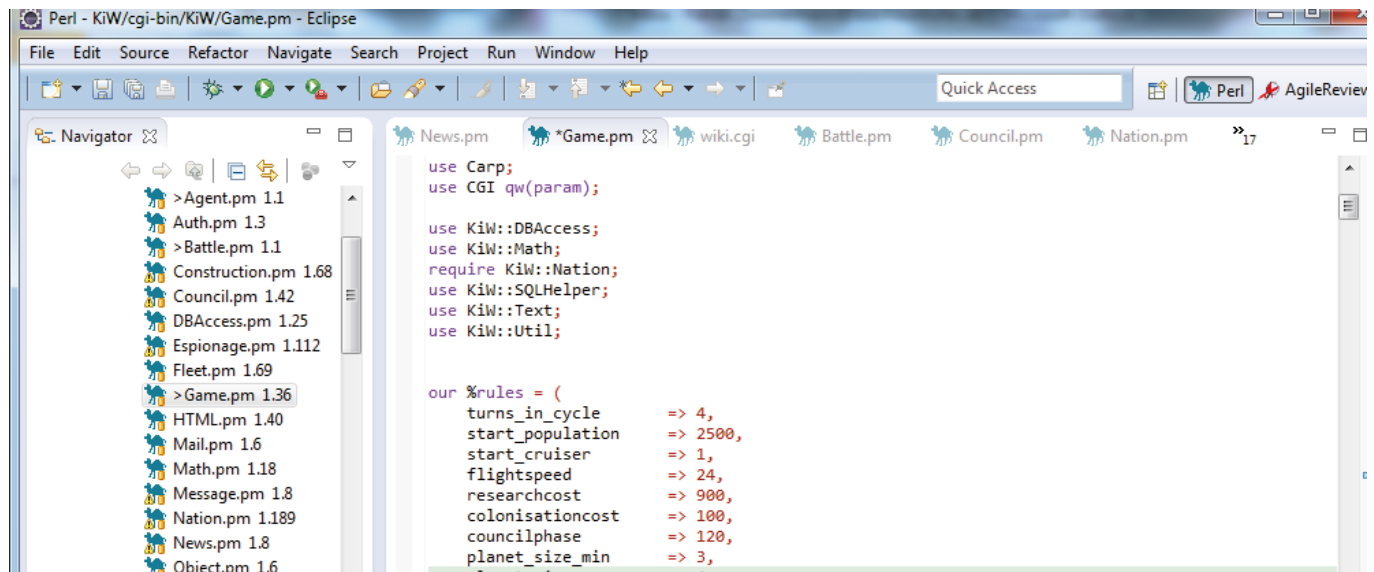 Perl - KiW/cgi-bin/KiW/Game.pm - Eclipse
File Edit Source Refactor Navigate Search Project Run Window Help
Quick Access
Perl
AgileReview
Navigator
>Agent.pm 1.1
Auth.pm 1.3
>Battle.pm 1.1
Construction.pm 1.68
Council.pm 1.42
DBAccess.pm 1.25
Espionage.pm 1.112
Fleet.pm 1.69
>Game.pm 1.36
HTML.pm 1.40
Mail.pm 1.6
Math.pm 1.18
Message.pm 1.8
Nation.pm 1.189
News.pm 1.8
Object.pm 1.6
News.pm *Game.pm wiki.cgi Battle.pm Council.pm Nation.pm »17
use Carp;
use CGI qw(param);
use KiW::DBAccess;
use KiW::Math;
require KiW::Nation;
use KiW::SQLHelper;
use KiW::Text;
use KiW::Util;
our %rules = (
turns_in_cycle => 4,
start_population => 2500,
start_cruiser => 1,
flightspeed => 24,
researchcost => 900,
colonisationcost => 100,
councilphase => 120,
planet_size_min => 3,